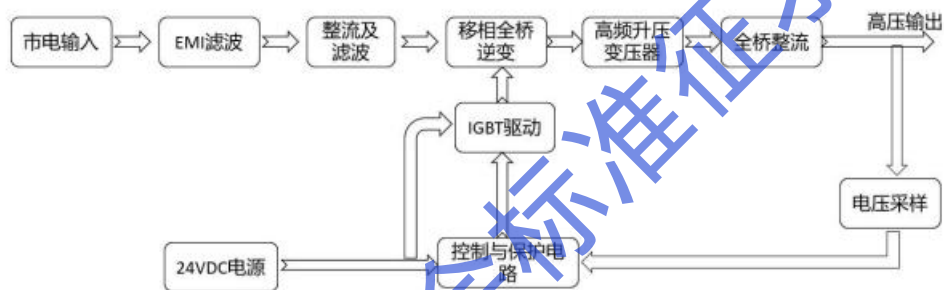 高压输出
市电输入
EMI滤波
整流及
滤波
移相全桥
逆变
高频升压
变压器
全桥整流
IGBT驱动
电压采样
24VDC电源
控制与保护电
路
标准征